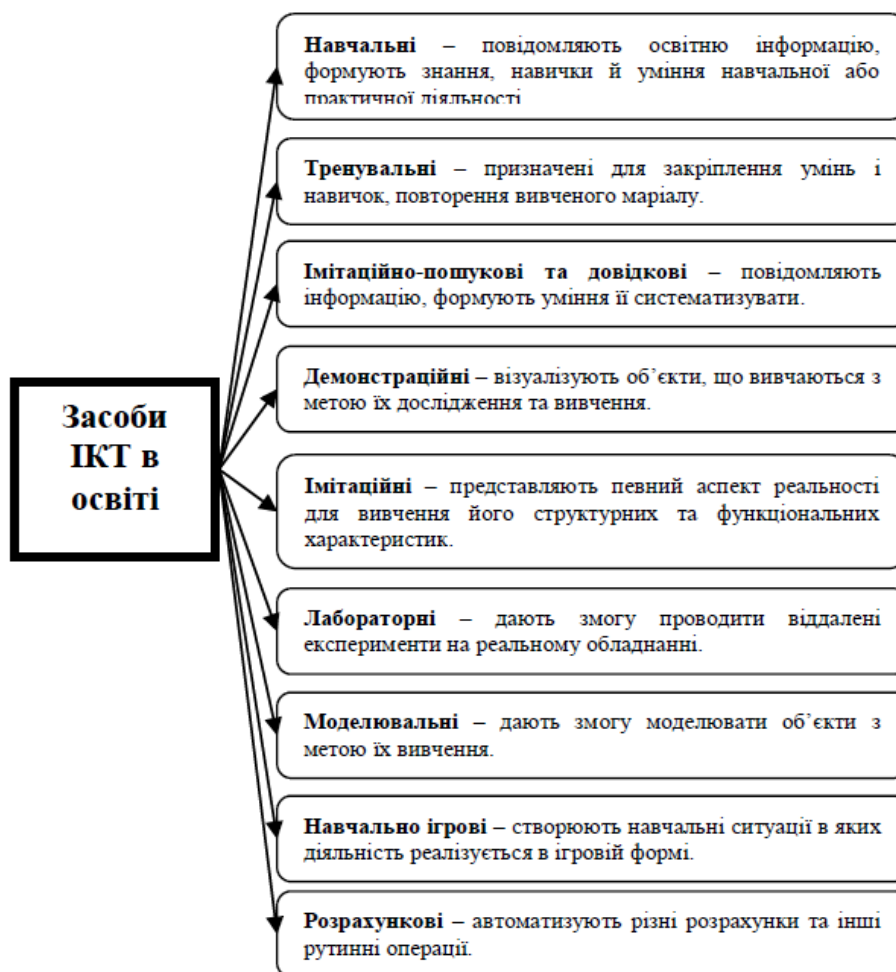 Навчальні – повідомляють освітню інформацію,
формують знання, навички й уміння навчальної або
практичної діяльності
Тренувальні – призначені для закріплення умінь і
навичок, повторення вивченого маріалу.
Імітаційно-пошукові та довідкові – повідомляють
інформацію, формують уміння її систематизувати.
Демонстраційні – візуалізують об’єкти, що вивчаються з
метою їх дослідження та вивчення.
Засоби
ІКТ в
освіті
Імітаційні – представляють певний аспект реальності
для вивчення його структурних та функціональних
характеристик.
Лабораторні – дають змогу проводити віддалені
експерименти на реальному обладнанні.
Моделювальні – дають змогу моделювати об’єкти з
метою їх вивчення.
Навчально ігрові – створюють навчальні ситуації в яких
діяльність реалізується в ігровій формі.
Розрахункові – автоматизують різні розрахунки та інші
рутинні операції.